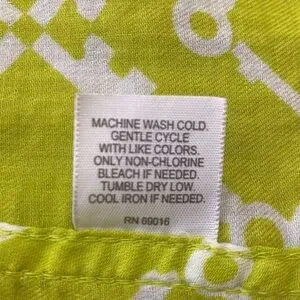 MACHINE WASH COLD.
GENTLE CYCLE
WITH LIKE COLORS.
ONLY NON-CHLORINE
BLEACH IF NEEDED.
TUMBLE DRY LOW.
COOL IRON IF NEEDED.
RN 69016